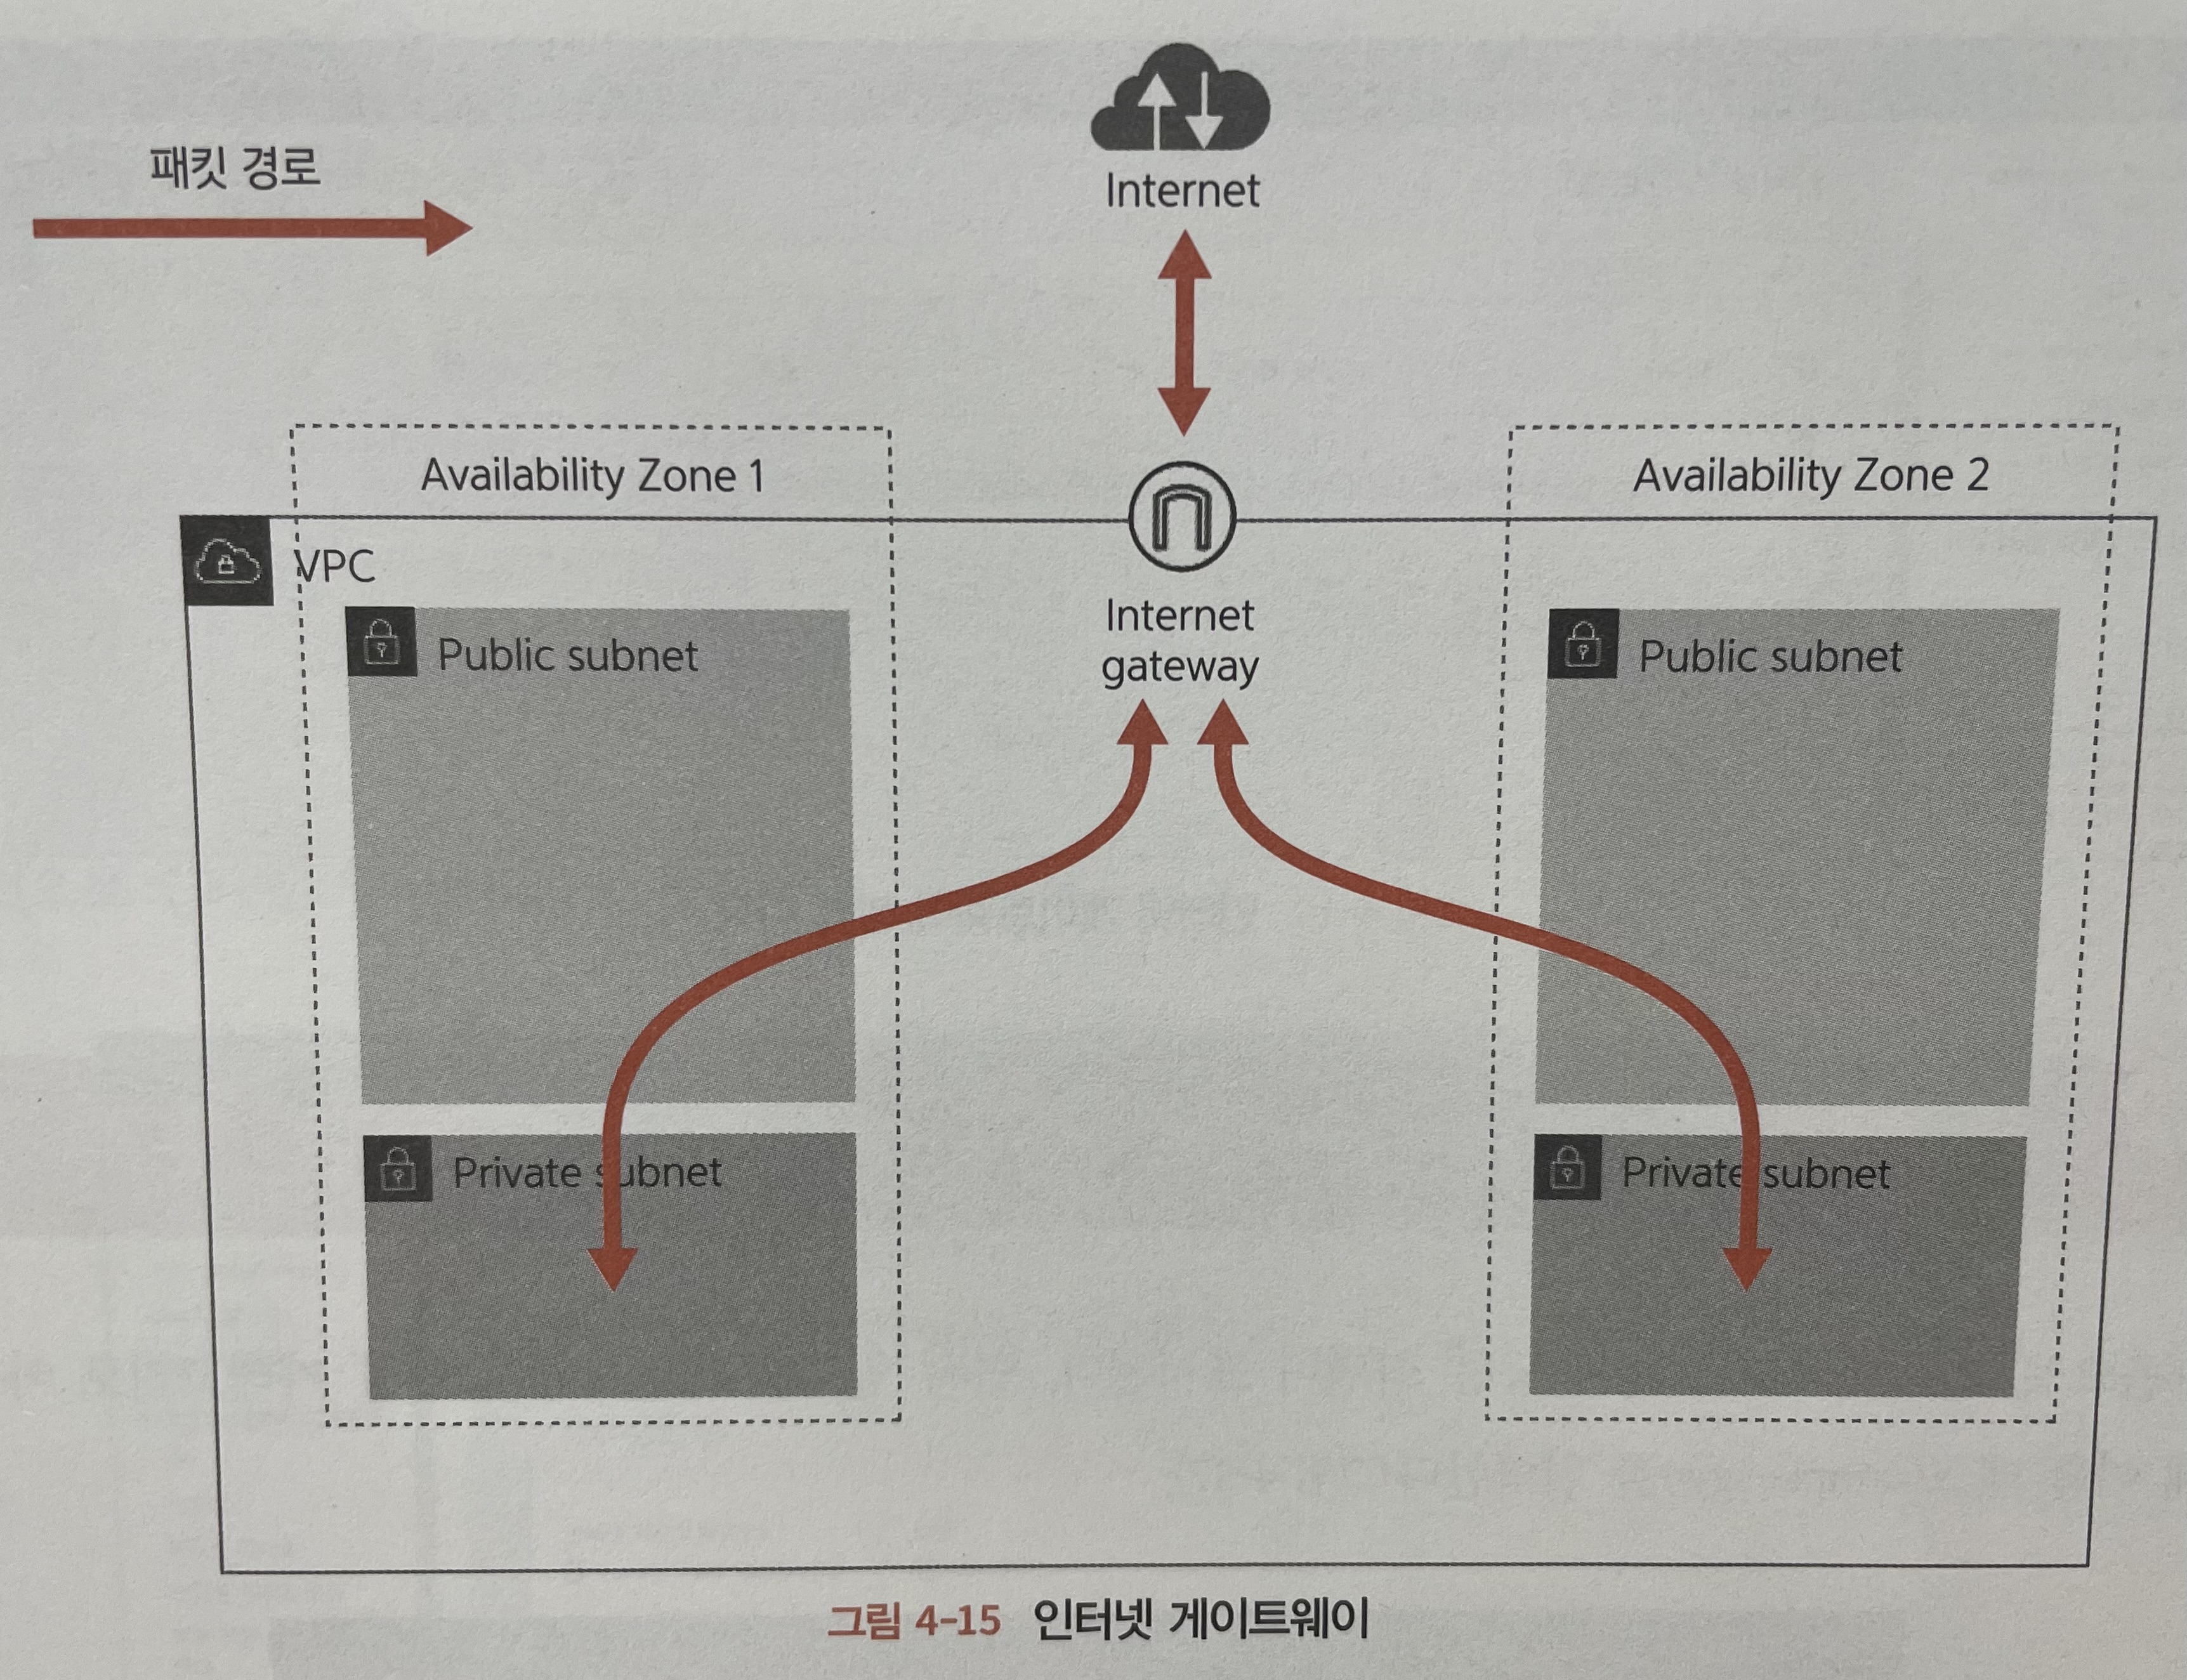 Internet
패킷 경로
Availability Zone 1
Availability Zone 2
VPC
Internet
gateway
Public subnet
Public subnet
Private subnet
Private subnet
그림 4-15 인터넷 게이트웨이